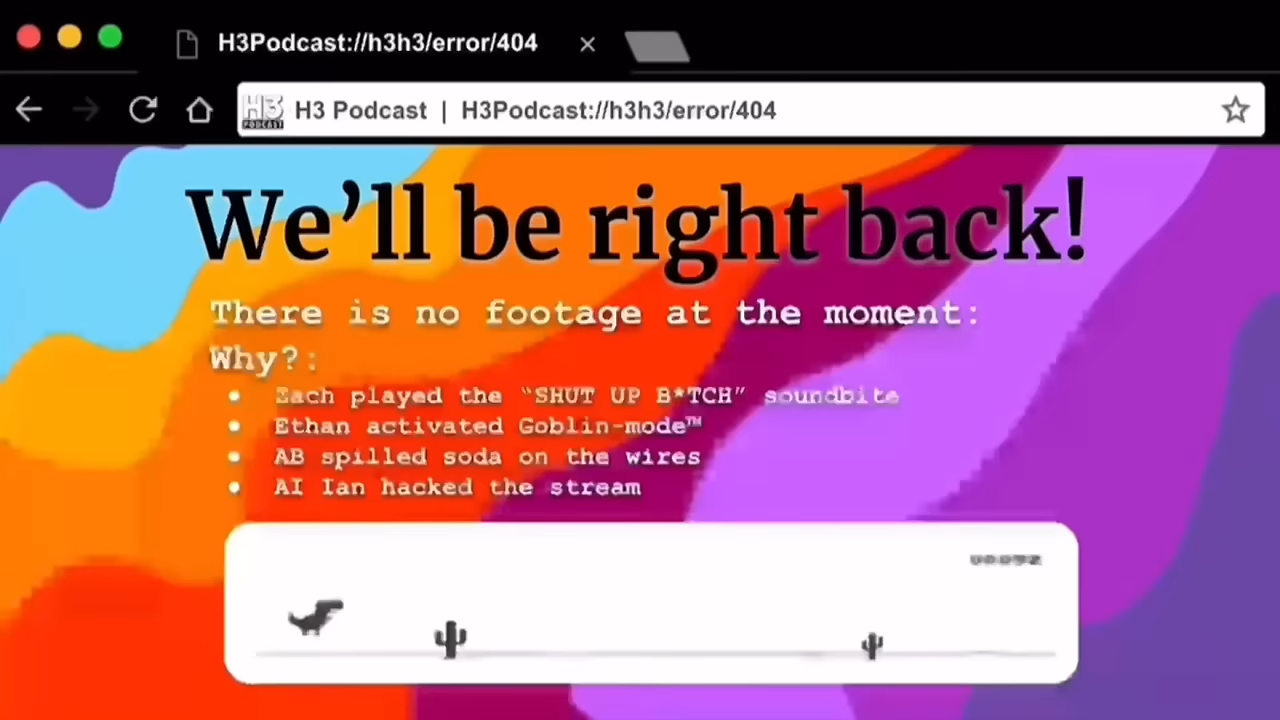 H3Podcast://h3h3/error/404
H3 PODCAST
H3 Podcast | H3Podcast://h3h3/error/404
We’ll be right back!
There is no footage at the moment:
Why?:
Zach played the “SHUT UP B*TCH” soundbite
Ethan activated Goblin-mode™
AB spilled soda on the wires
AI Ian hacked the stream